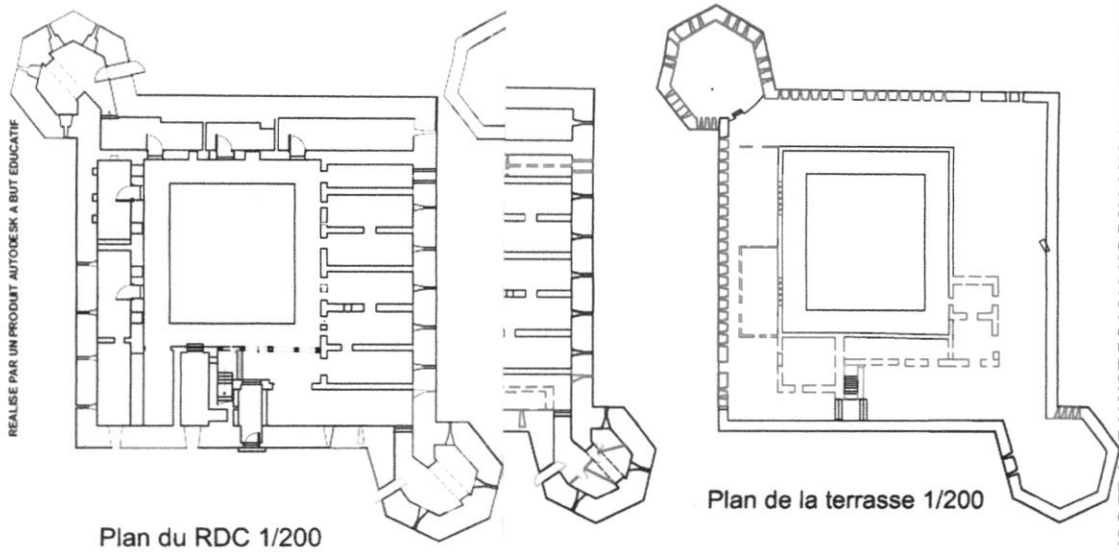 REALISE PAR UN PRODUIT AUTODESK A BUT EDUCATIF
Plan du RDC 1/200
Plan de la terrasse 1/200